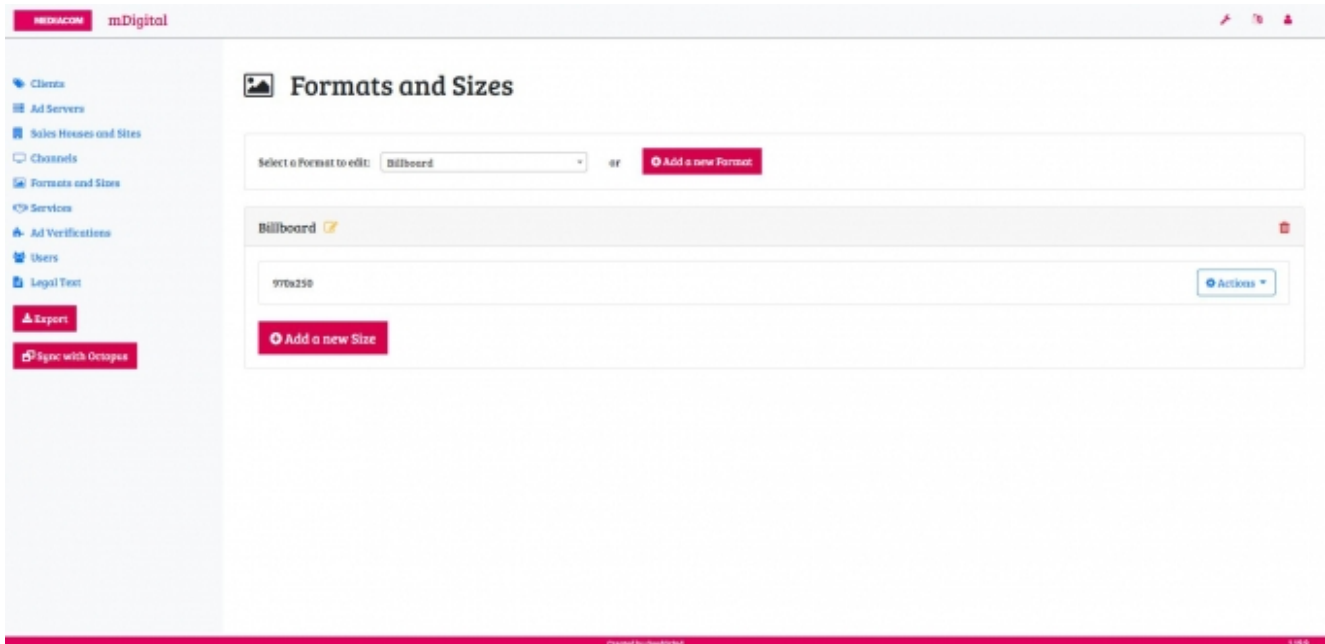 MEDIACOM mDigital
Clients
Ad Servers
Sales Houses and Sites
Channels
Formats and Sizes
Services
Ad Verifications
Users
Legal Text
Export
Sync with Octopus
Formats and Sizes
Select a Format to edit: Billboard or Add a new Format
Billboard
970x250 Actions
Add a new Size
Created by